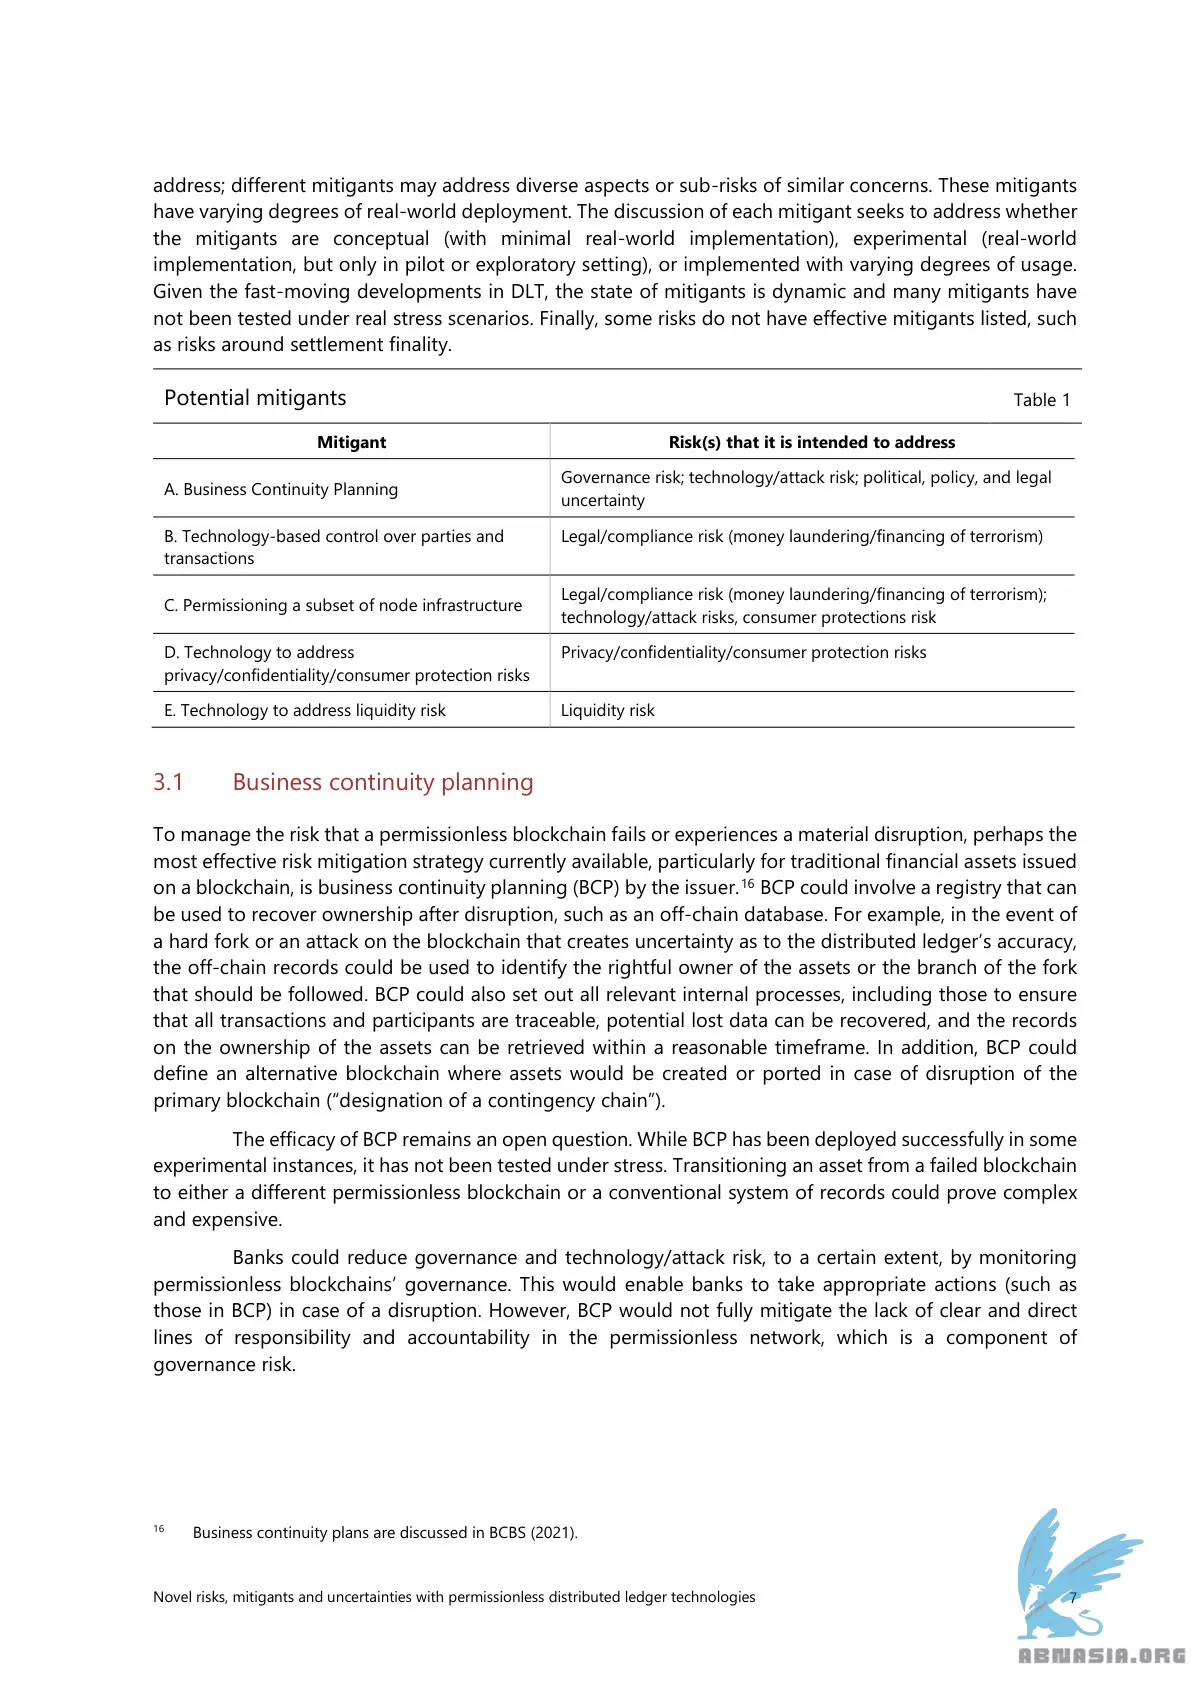 address; different mitigants may address diverse aspects or sub-risks of similar concerns. These mitigants
have varying degrees of real-world deployment. The discussion of each mitigant seeks to address whether
the mitigants are conceptual (with minimal real-world implementation), experimental (real-world
implementation, but only in pilot or exploratory setting), or implemented with varying degrees of usage.
Given the fast-moving developments in DLT, the state of mitigants is dynamic and many mitigants have
not been tested under real stress scenarios. Finally, some risks do not have effective mitigants listed, such
as risks around settlement finality.
Potential mitigants Table 1
Mitigant Risk(s) that it is intended to address
A. Business Continuity Planning
Governance risk; technology/attack risk; political, policy, and legal
uncertainty
B. Technology-based control over parties and
transactions
Legal/compliance risk (money laundering/financing of terrorism)
C. Permissioning a subset of node infrastructure
Legal/compliance risk (money laundering/financing of terrorism);
technology/attack risks, consumer protections risk
D. Technology to address
privacy/confidentiality/consumer protection risks
Privacy/confidentiality/consumer protection risks
E. Technology to address liquidity risk
Liquidity risk
3.1 Business continuity planning
To manage the risk that a permissionless blockchain fails or experiences a material disruption, perhaps the
most effective risk mitigation strategy currently available, particularly for traditional financial assets issued
on a blockchain, is business continuity planning (BCP) by the issuer.16 BCP could involve a registry that can
be used to recover ownership after disruption, such as an off-chain database. For example, in the event of
a hard fork or an attack on the blockchain that creates uncertainty as to the distributed ledger’s accuracy,
the off-chain records could be used to identify the rightful owner of the assets or the branch of the fork
that should be followed. BCP could also set out all relevant internal processes, including those to ensure
that all transactions and participants are traceable, potential lost data can be recovered, and the records
on the ownership of the assets can be retrieved within a reasonable timeframe. In addition, BCP could
define an alternative blockchain where assets would be created or ported in case of disruption of the
primary blockchain (“designation of a contingency chain”).
The efficacy of BCP remains an open question. While BCP has been deployed successfully in some
experimental instances, it has not been tested under stress. Transitioning an asset from a failed blockchain
to either a different permissionless blockchain or a conventional system of records could prove complex
and expensive.
Banks could reduce governance and technology/attack risk, to a certain extent, by monitoring
permissionless blockchains’ governance. This would enable banks to take appropriate actions (such as
those in BCP) in case of a disruption. However, BCP would not fully mitigate the lack of clear and direct
lines of responsibility and accountability in the permissionless network, which is a component of
governance risk.
16 Business continuity plans are discussed in BCBS (2021).
Novel risks, mitigants and uncertainties with permissionless distributed ledger technologies 7
ABNASIA.ORG